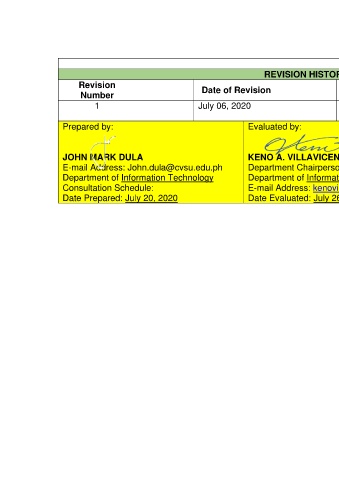 REVISION HISTOR
Revision Number
Date of Revision
1
July 06, 2020
Prepared by:
JOHN MARK DULA
E-mail Address: John.dula@cvsu.edu.ph
Department of Information Technology
Consultation Schedule:
Date Prepared: July 20, 2020
Evaluated by:
KENO A. VILLAVICEN
Department Chairperso
Department of Informat
E-mail Address: kenovi
Date Evaluated: July 26